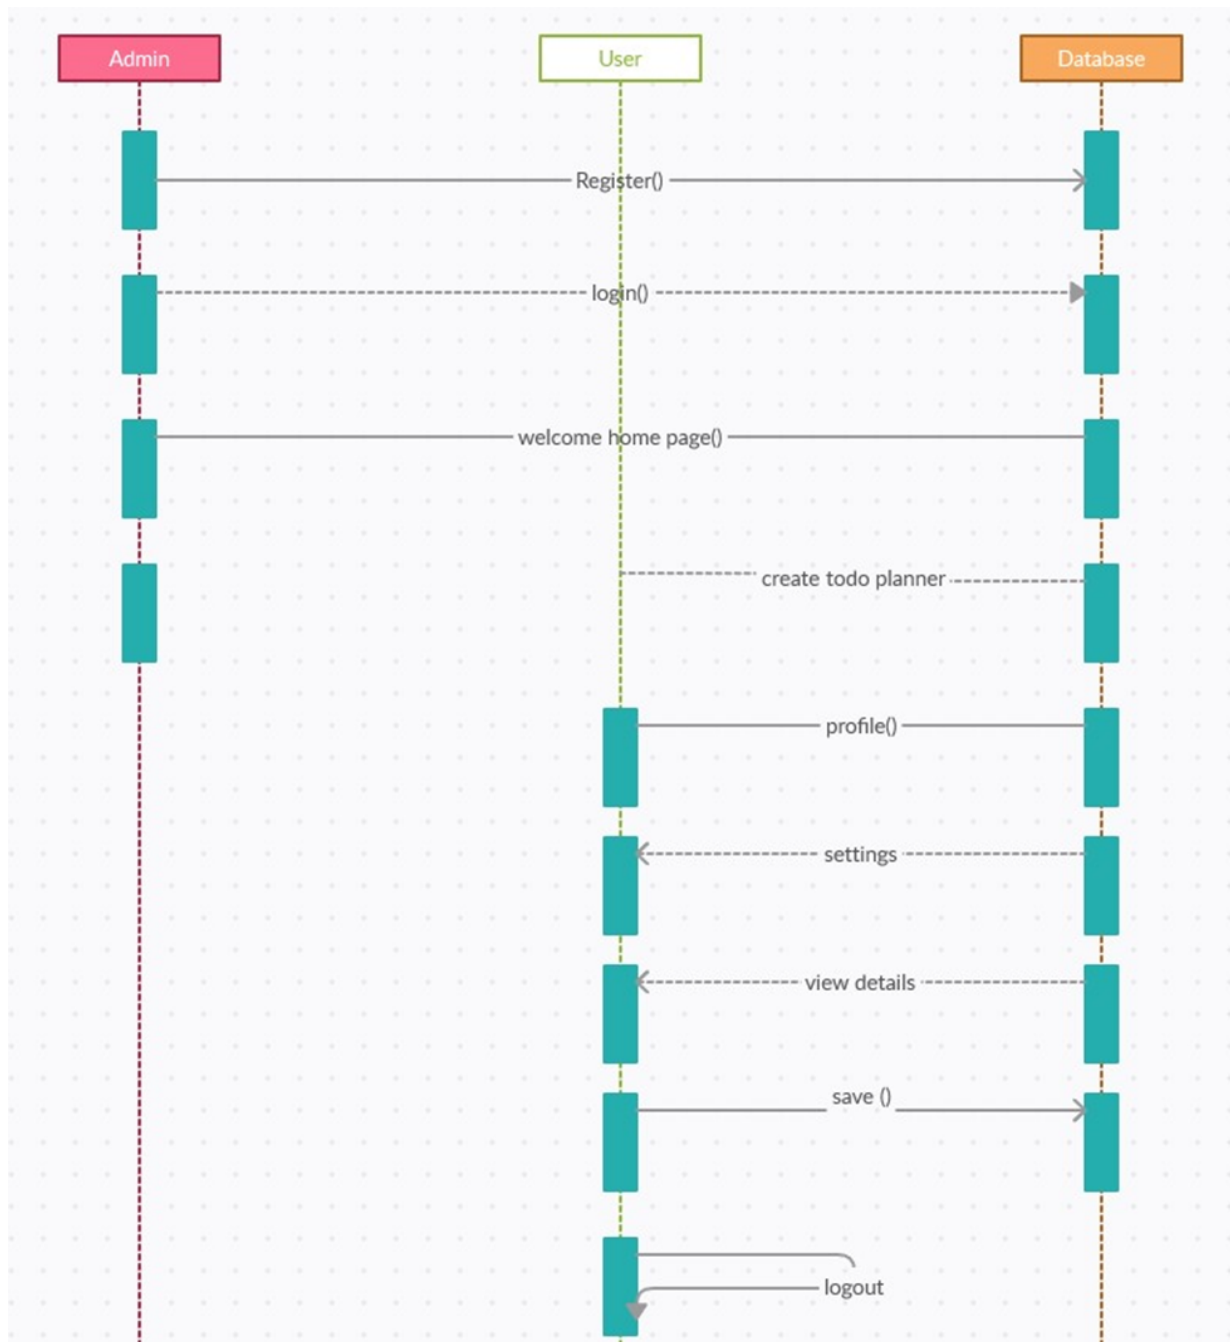 Admin
User
Database
Register()
login()
welcome home page()
create todo planner
profile()
settings
view details
save ()
logout